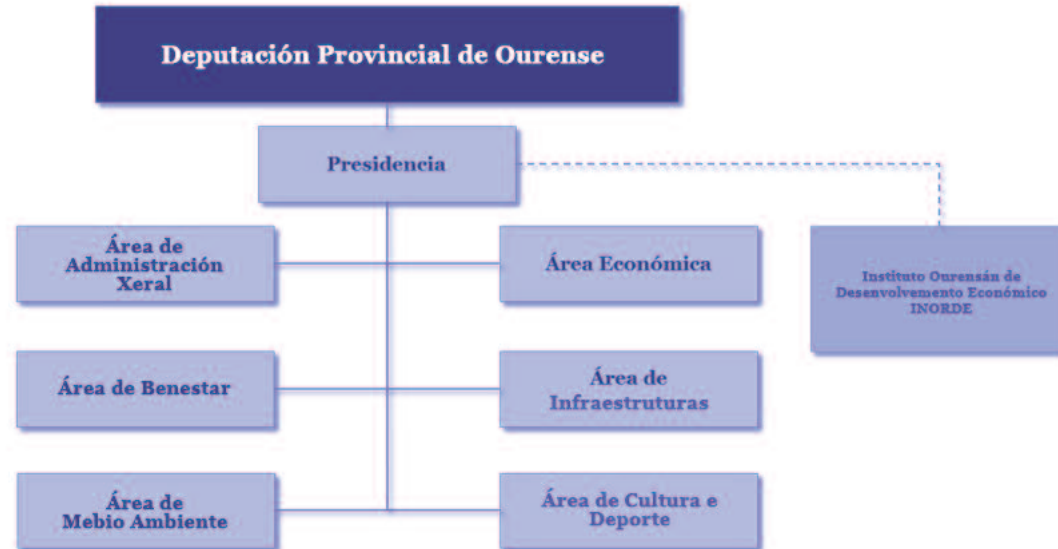 Deputación Provincial de Ourense
Presidencia
Área de
Administración
Xeral
Área Económica
Instituto Ourensán de
Desenvolvemento Económico
INORDE
Área de Benestar
Área de
Infraestruturas
Área de
Mebio Ambiente
Área de Cultura e
Deporte